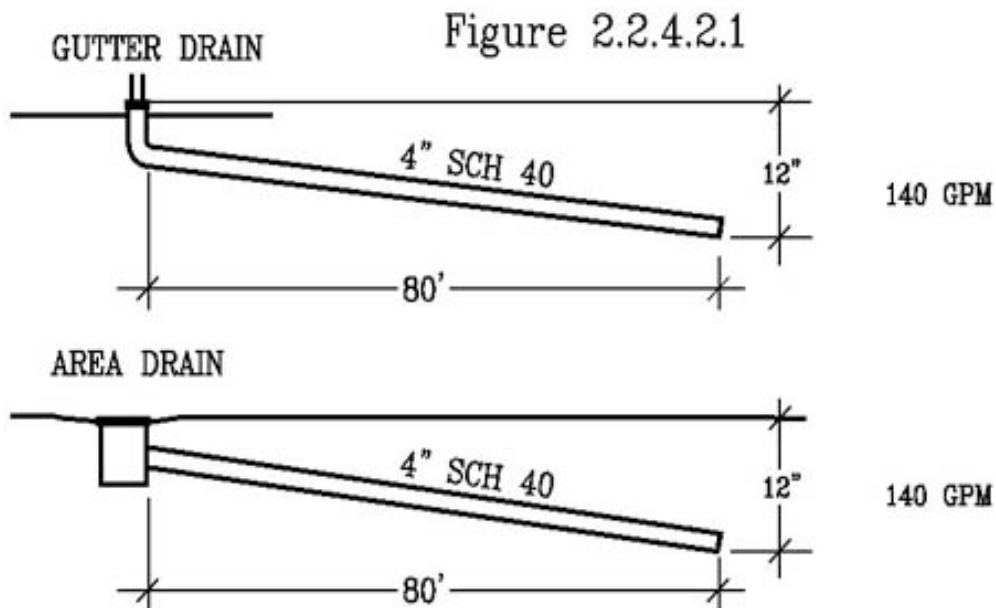 Figure 2.2.4.2.1
GUTTER DRAIN
4" SCH 40
12"
140 GPM
80'
AREA DRAIN
4" SCH 40
12"
140 GPM
80'